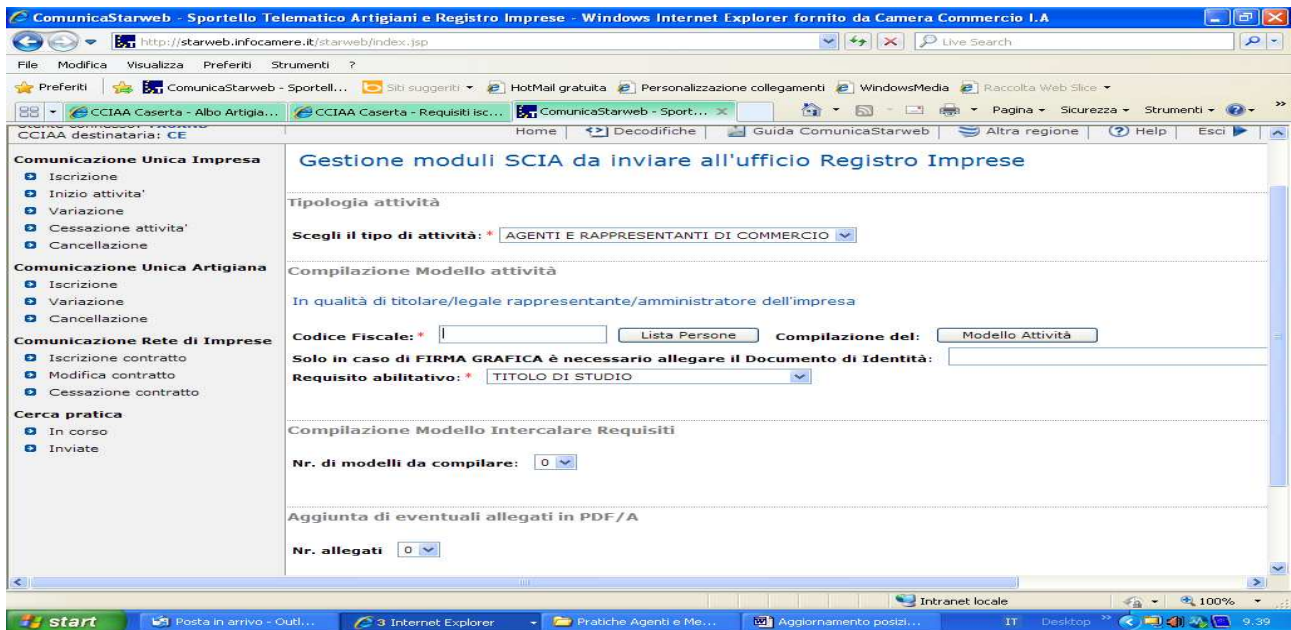 ComunicaStarweb - Sportello Telematico Artigiani e Registro Imprese - Windows Internet Explorer fornito da Camera Commercio I.A
http://starweb.infocamere.it/starweb/index.jsp
Live Search
File Modifica Visualizza Preferiti Strumenti ?
Preferiti ComunicaStarweb - Sportell... Siti suggeriti HotMail gratuita Personalizzazione collegamenti WindowsMedia Raccolta Web Slice
CCIAA Caserta - Albo Artigia... CCIAA Caserta - Requisiti isc... ComunicaStarweb - Sport... Pagina Sicurezza Strumenti
CCIAA destinataria: CE
Home Decodifiche Guida ComunicaStarweb Altra regione Help Esci
Comunicazione Unica Impresa
Iscrizione
Inizio attivita'
Variazione
Cessazione attivita'
Cancellazione
Comunicazione Unica Artigiana
Iscrizione
Variazione
Cancellazione
Comunicazione Rete di Imprese
Iscrizione contratto
Modifica contratto
Cessazione contratto
Cerca pratica
In corso
Inviate
Gestione moduli SCIA da inviare all'ufficio Registro Imprese
Tipologia attività
Scegli il tipo di attività: * AGENTI E RAPPRESENTANTI DI COMMERCIO
Compilazione Modello attività
In qualità di titolare/legale rappresentante/amministratore dell'impresa
Codice Fiscale: * Lista Persone Compilazione del: Modello Attività
Solo in caso di FIRMA GRAFICA è necessario allegare il Documento di Identità:
Requisito abilitativo: * TITOLO DI STUDIO
Compilazione Modello Intercalare Requisiti
Nr. di modelli da compilare: 0
Aggiunta di eventuali allegati in PDF/A
Nr. allegati 0
Intranet locale 100%
start Posta in arrivo - Outl... 3 Internet Explorer Pratiche Agenti e Me... Aggiornamento posizi... IT Desktop 9.39